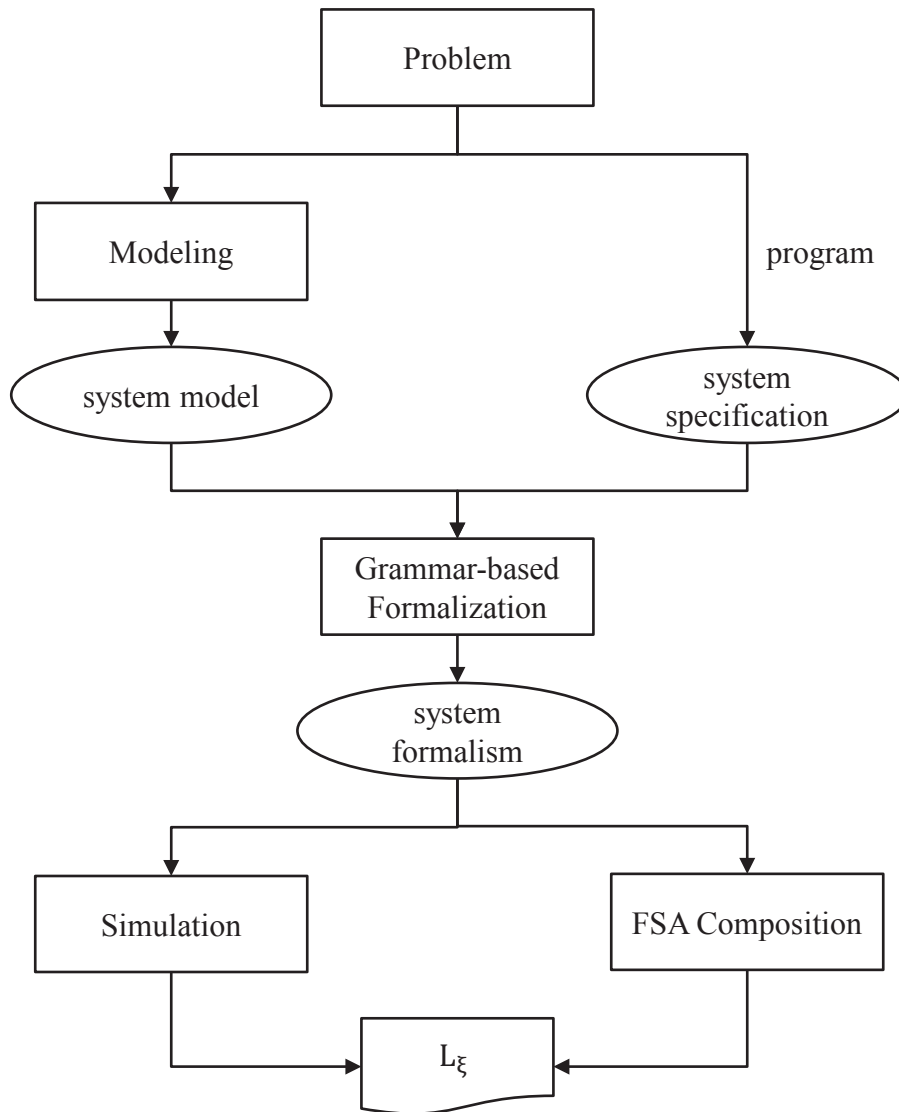 Problem
Modeling
program
system model
system
specification
Grammar-based
Formalization
system
formalism
Simulation
FSA Composition
Lξ